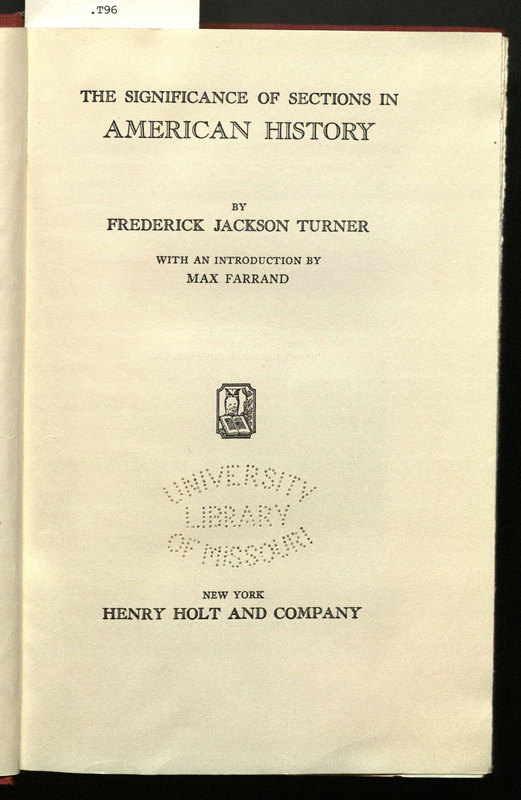 .T96
THE SIGNIFICANCE OF SECTIONS IN
AMERICAN HISTORY
BY
FREDERICK JACKSON TURNER
WITH AN INTRODUCTION BY
MAX FARRAND
UNIVERSITY
LIBRARY
OF MISSOURI
NEW YORK
HENRY HOLT AND COMPANY